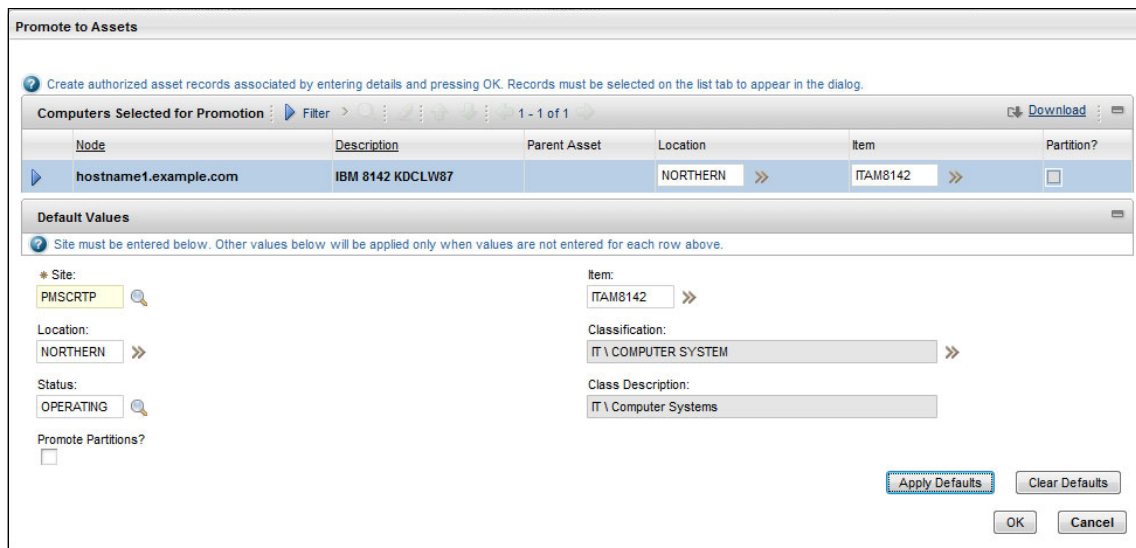 Promote to Assets
Create authorized asset records associated by entering details and pressing OK. Records must be selected on the list tab to appear in the dialog.
Computers Selected for Promotion Filter 1 - 1 of 1 Download
Node Description Parent Asset Location Item Partition?
hostname1.example.com IBM 8142 KDCLW87 NORTHERN ITAM8142
Default Values
Site must be entered below. Other values below will be applied only when values are not entered for each row above.
* Site: Item:
PMSCRTP ITAM8142
Location: Classification:
NORTHERN IT \ COMPUTER SYSTEM
Status: Class Description:
OPERATING IT \ Computer Systems
Promote Partitions?
Apply Defaults Clear Defaults
OK Cancel